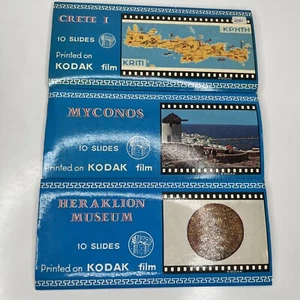 CRETE I
10 SLIDES
Printed on
KODAK film
ΚΡΗΤΗ
KRITI
MYCONOS
10 SLIDES
Printed on KODAK film
HERAKLION
MUSEUM
10 SLIDES
Printed on KODAK film